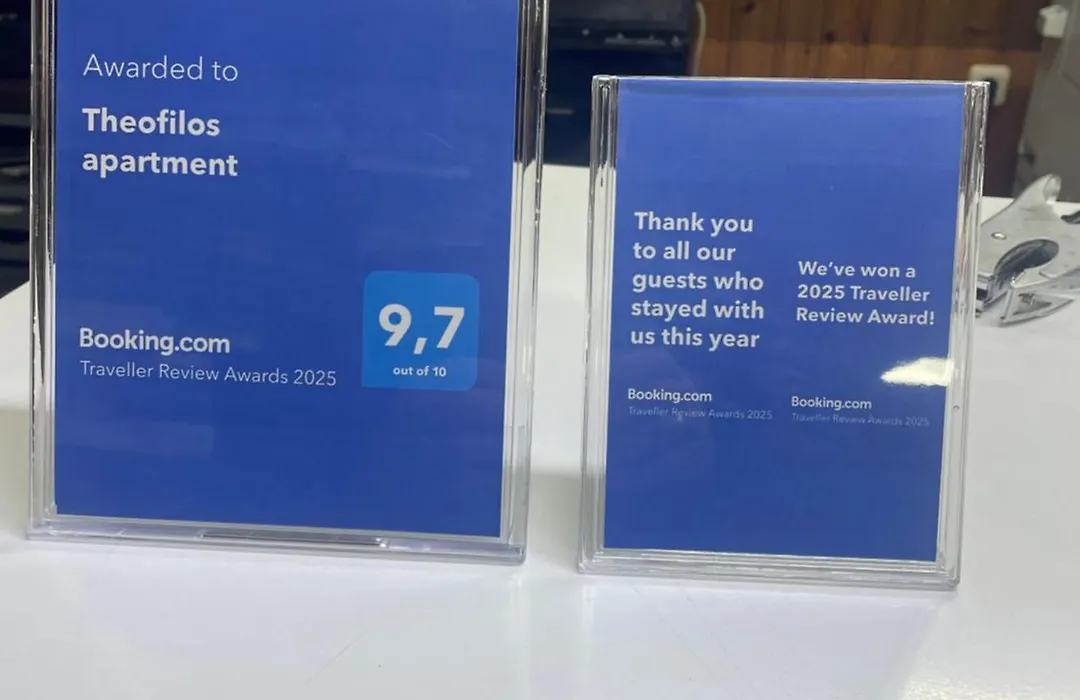 Awarded to
Theofilos
apartment
Booking.com
Traveller Review Awards 2025
9,7
out of 10
Thank you
to all our
guests who
stayed with
us this year
Booking.com
Traveller Review Awards 2025
We've won a
2025 Traveller
Review Award!
Booking.com
Traveller Review Awards 2025